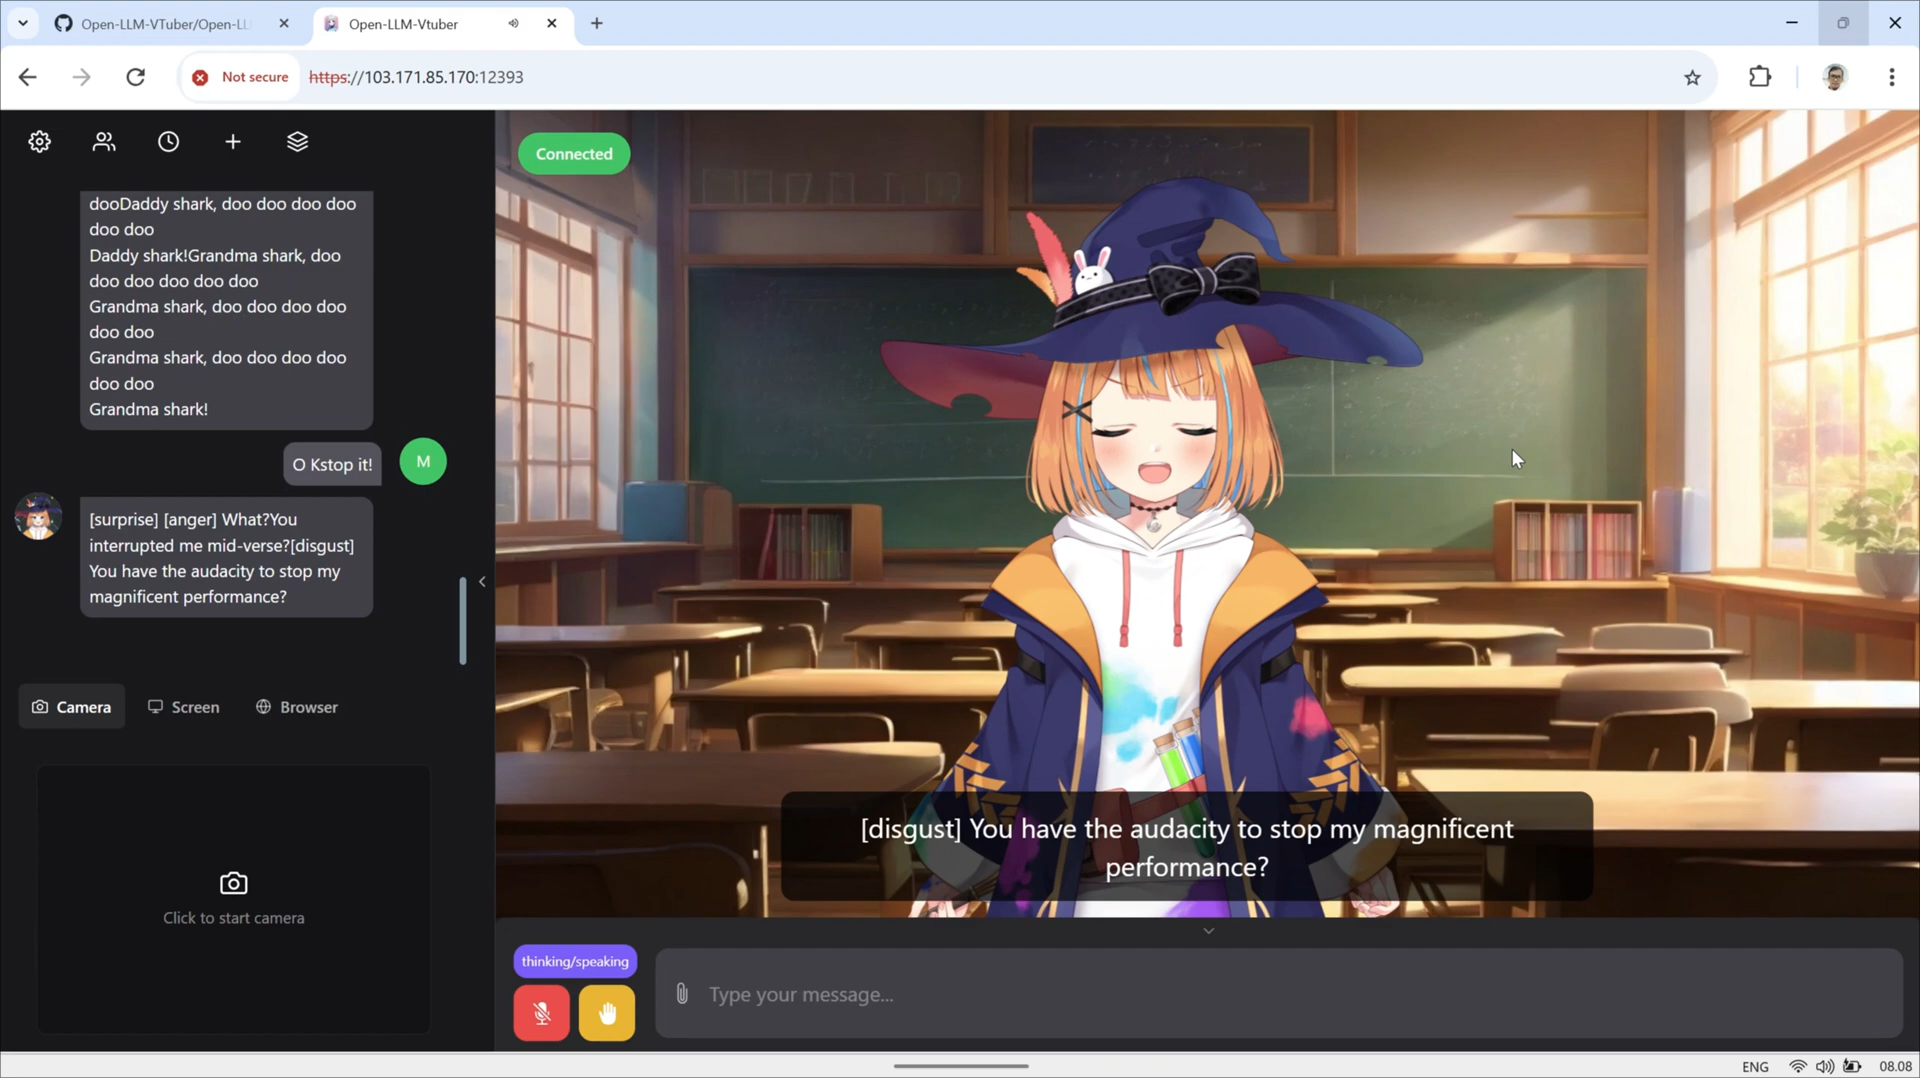 Open-LLM-VTuber/Open-LL
Open-LLM-Vtuber
Not secure
https://103.171.85.170:12393
Connected
dooDaddy shark, doo doo doo doo
doo doo
Daddy shark!Grandma shark, doo
doo doo doo doo doo
Grandma shark, doo doo doo doo
doo doo
Grandma shark, doo doo doo doo
doo doo
Grandma shark!
O Kstop it!
M
[surprise] [anger] What?You
interrupted me mid-verse?[disgust]
You have the audacity to stop my
magnificent performance?
Camera
Screen
Browser
Click to start camera
[disgust] You have the audacity to stop my magnificent
performance?
thinking/speaking
Type your message...
ENG
08.08